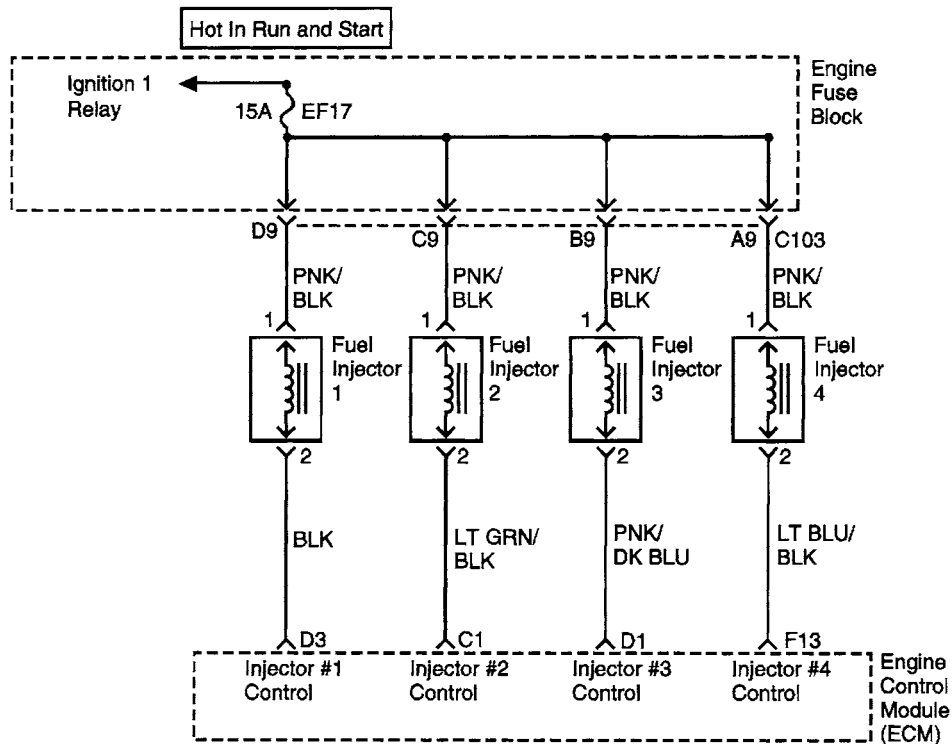 Hot In Run and Start
Ignition 1
Relay
15A EF17
Engine
Fuse
Block
D9 C9 B9 A9 C103
PNK/ PNK/ PNK/ PNK/
BLK BLK BLK BLK
1 1 1 1
Fuel Fuel Fuel Fuel
Injector Injector Injector Injector
1 2 3 4
2 2 2 2
BLK
LT GRN/
BLK
PNK/
DK BLU
LT BLU/
BLK
D3 C1 D1 F13
Injector #1 Injector #2 Injector #3 Injector #4
Control Control Control Control
Engine
Control
Module
(ECM)